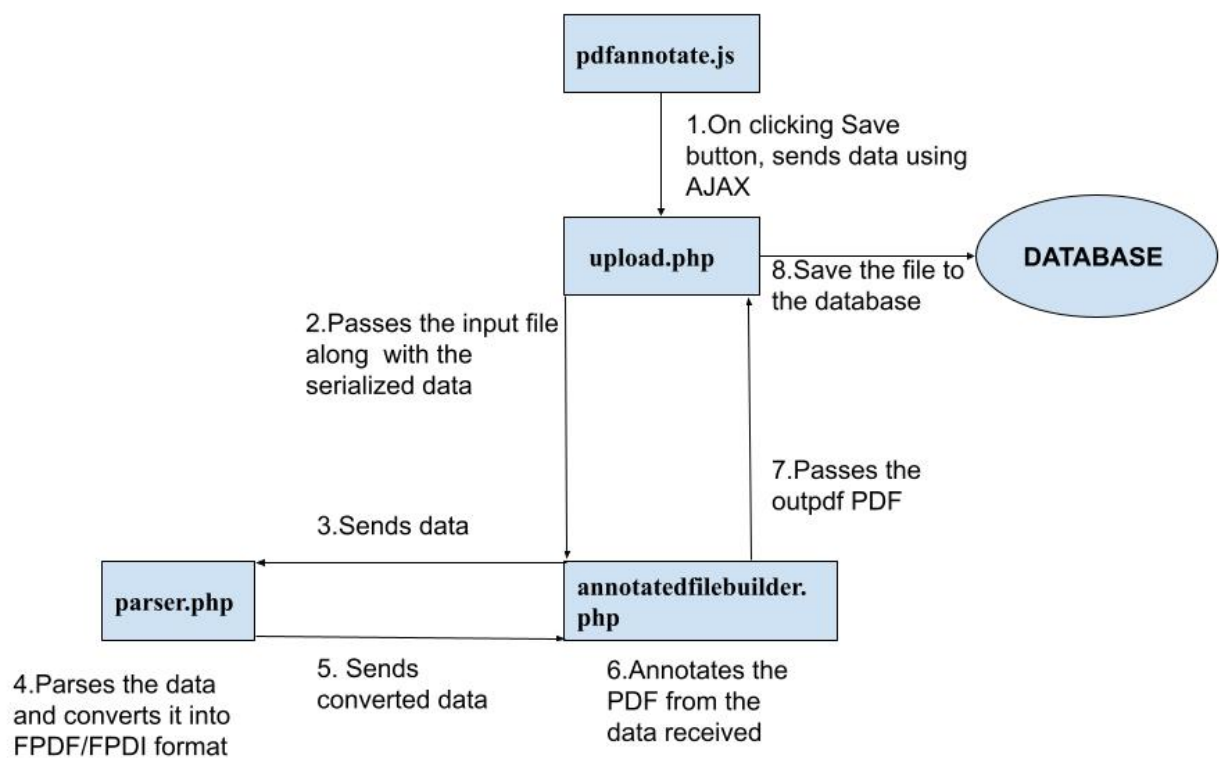 pdfannotate.js
1.On clicking Save
button, sends data using
AJAX
upload.php
DATABASE
8.Save the file to
the database
2.Passes the input file
along  with the
serialized data
7.Passes the
outpdf PDF
3.Sends data
parser.php
annotatedfilebuilder.
php
5. Sends
converted data
6.Annotates the
PDF from the
data received
4.Parses the data
and converts it into
FPDF/FPDI format